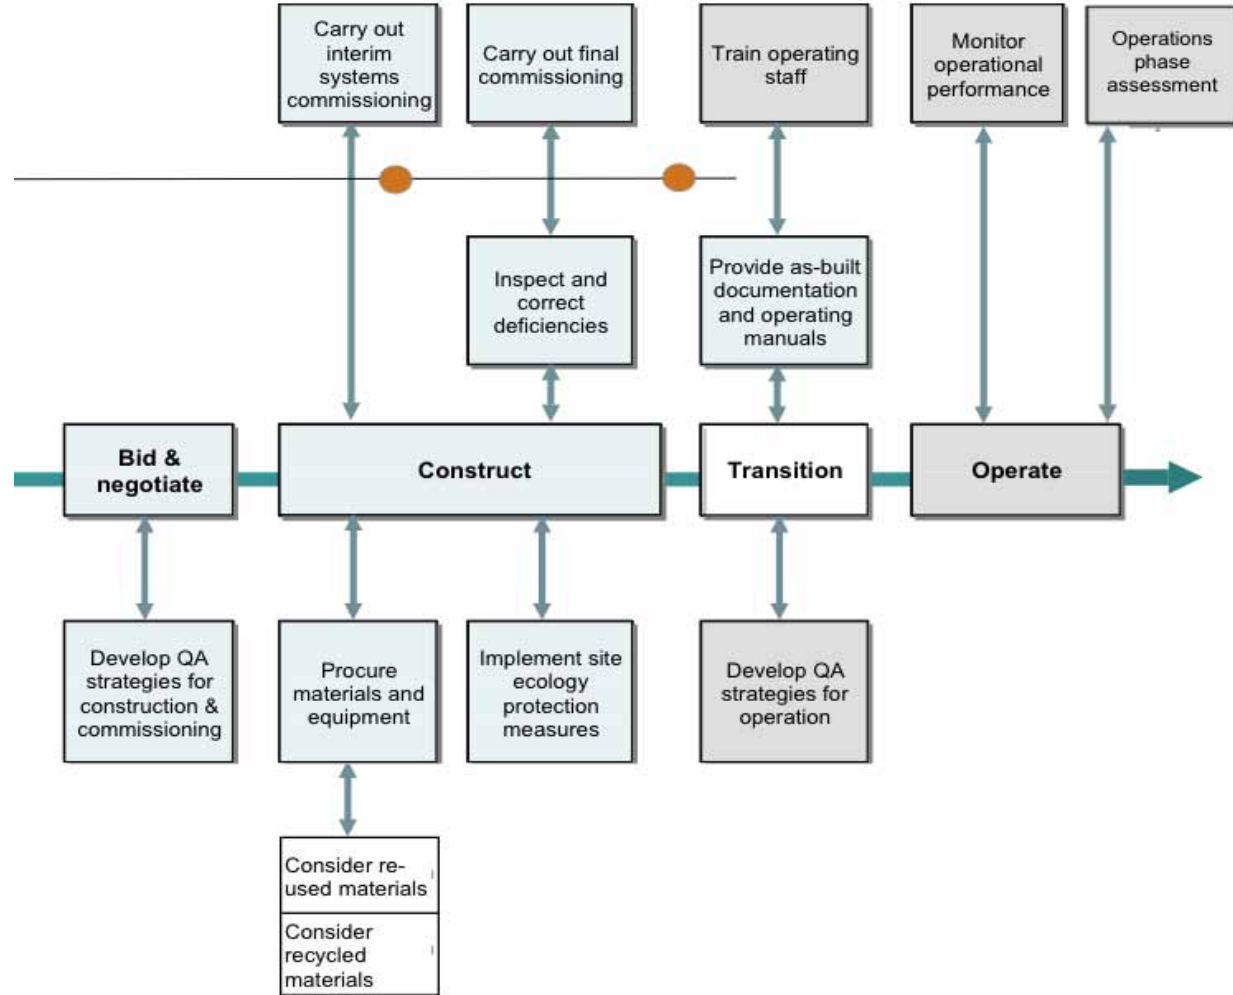 Carry out
interim
systems
commissioning
Carry out final
commissioning
Train operating
staff
Monitor
operational
performance
Operations
phase
assessment
Inspect and
correct
deficiencies
Provide as-built
documentation
and operating
manuals
Bid &
negotiate
Construct
Transition
Operate
Develop QA
strategies for
construction &
commissioning
Procure
materials and
equipment
Implement site
ecology
protection
measures
Develop QA
strategies for
operation
Consider re-
used materials
Consider
recycled
materials